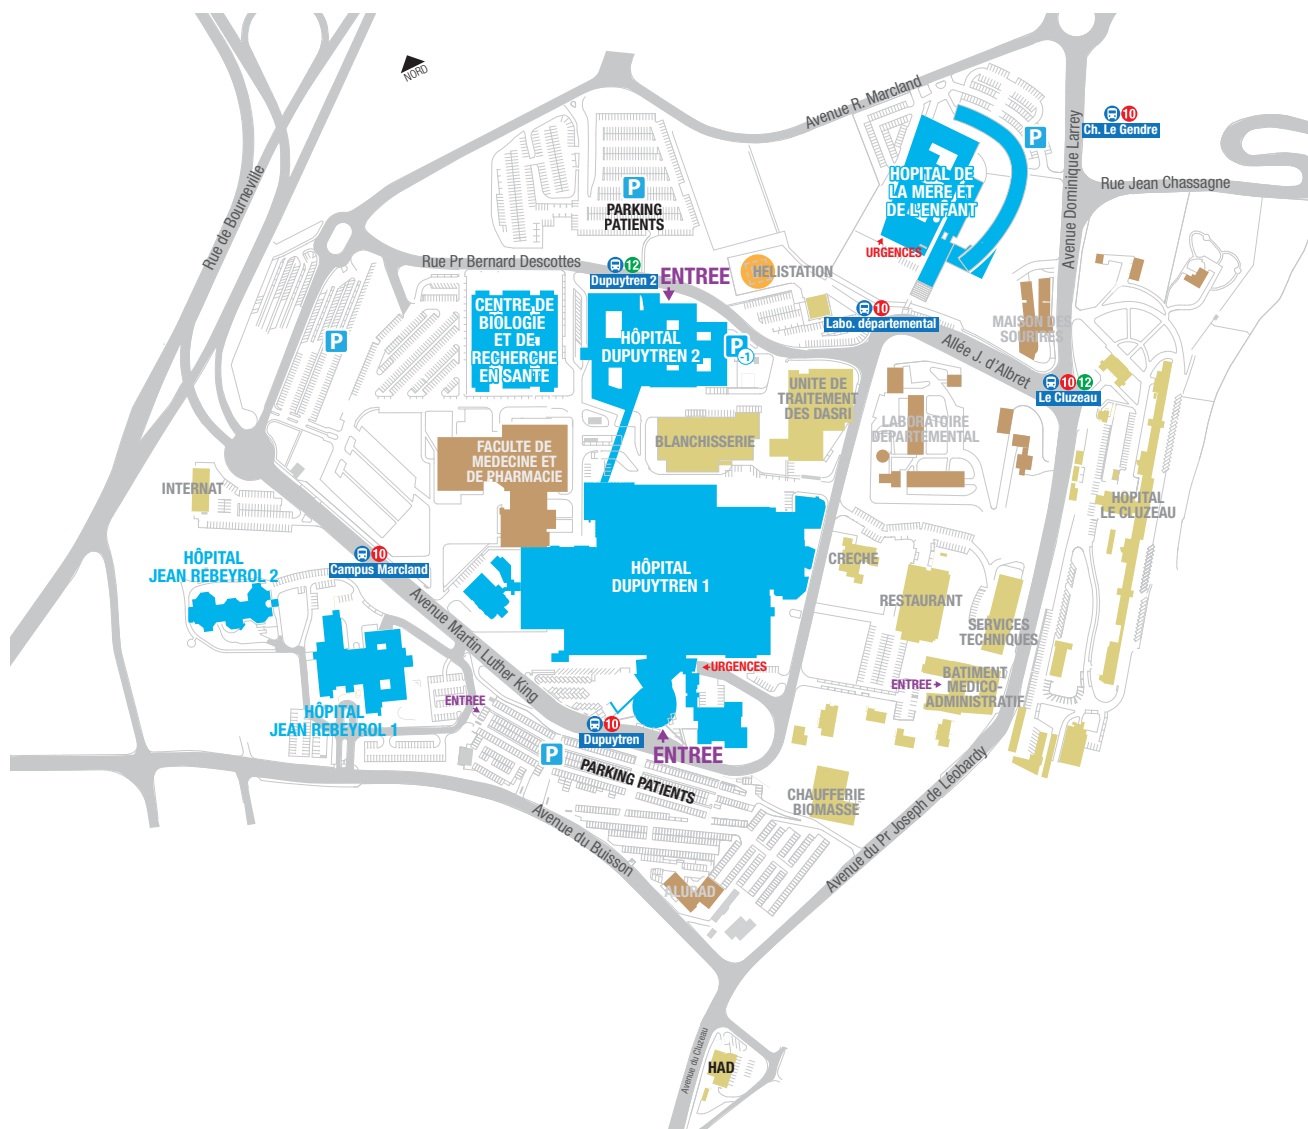 NORD
Avenue R. Marcland
10
Ch. Le Gendre
P
Rue Jean Chassagne
Avenue Dominique Larrey
Rue de Bourneville
P
PARKING
PATIENTS
HOPITAL DE
LA MERE ET
DE L'ENFANT
URGENCES
Rue Pr Bernard Descottes
12
Dupuytren 2
ENTREE
HELISTATION
10
Labo. départemental
MAISON DES
SOURIRES
Allée J. d'Albret
10 12
Le Cluzeau
P
CENTRE DE
BIOLOGIE
ET DE
RECHERCHE
EN SANTE
HÔPITAL
DUPUYTREN 2
P
-1
UNITE DE
TRAITEMENT
DES DASRI
BLANCHISSERIE
LABORATOIRE
DEPARTEMENTAL
FACULTE DE
MEDECINE ET
DE PHARMACIE
INTERNAT
HOPITAL
LE CLUZEAU
HÔPITAL
JEAN REBEYROL 2
10
Campus Marcland
HÔPITAL
DUPUYTREN 1
CRECHE
RESTAURANT
SERVICES
TECHNIQUES
Avenue Martin Luther King
URGENCES
ENTREE
BATIMENT
MEDICO-
ADMINISTRATIF
ENTREE
HÔPITAL
JEAN REBEYROL 1
10
Dupuytren
ENTREE
P
PARKING PATIENTS
CHAUFFERIE
BIOMASSE
Avenue du Pr Joseph de Léobardy
Avenue du Buisson
ALURAD
Avenue du Cluzeau
HAD